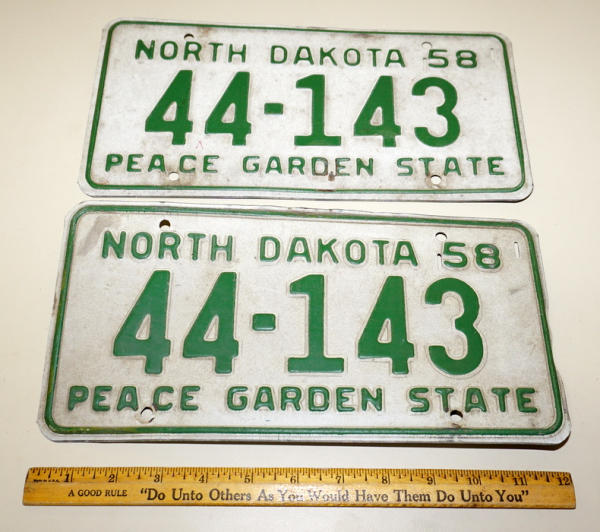 NORTH DAKOTA 58
44-143
PEACE GARDEN STATE
NORTH DAKOTA 58
44-143
PEACE GARDEN STATE
1 2 3 4 5 6 7 8 9 10 11 12
A GOOD RULE "Do Unto Others As You Would Have Them Do Unto You"